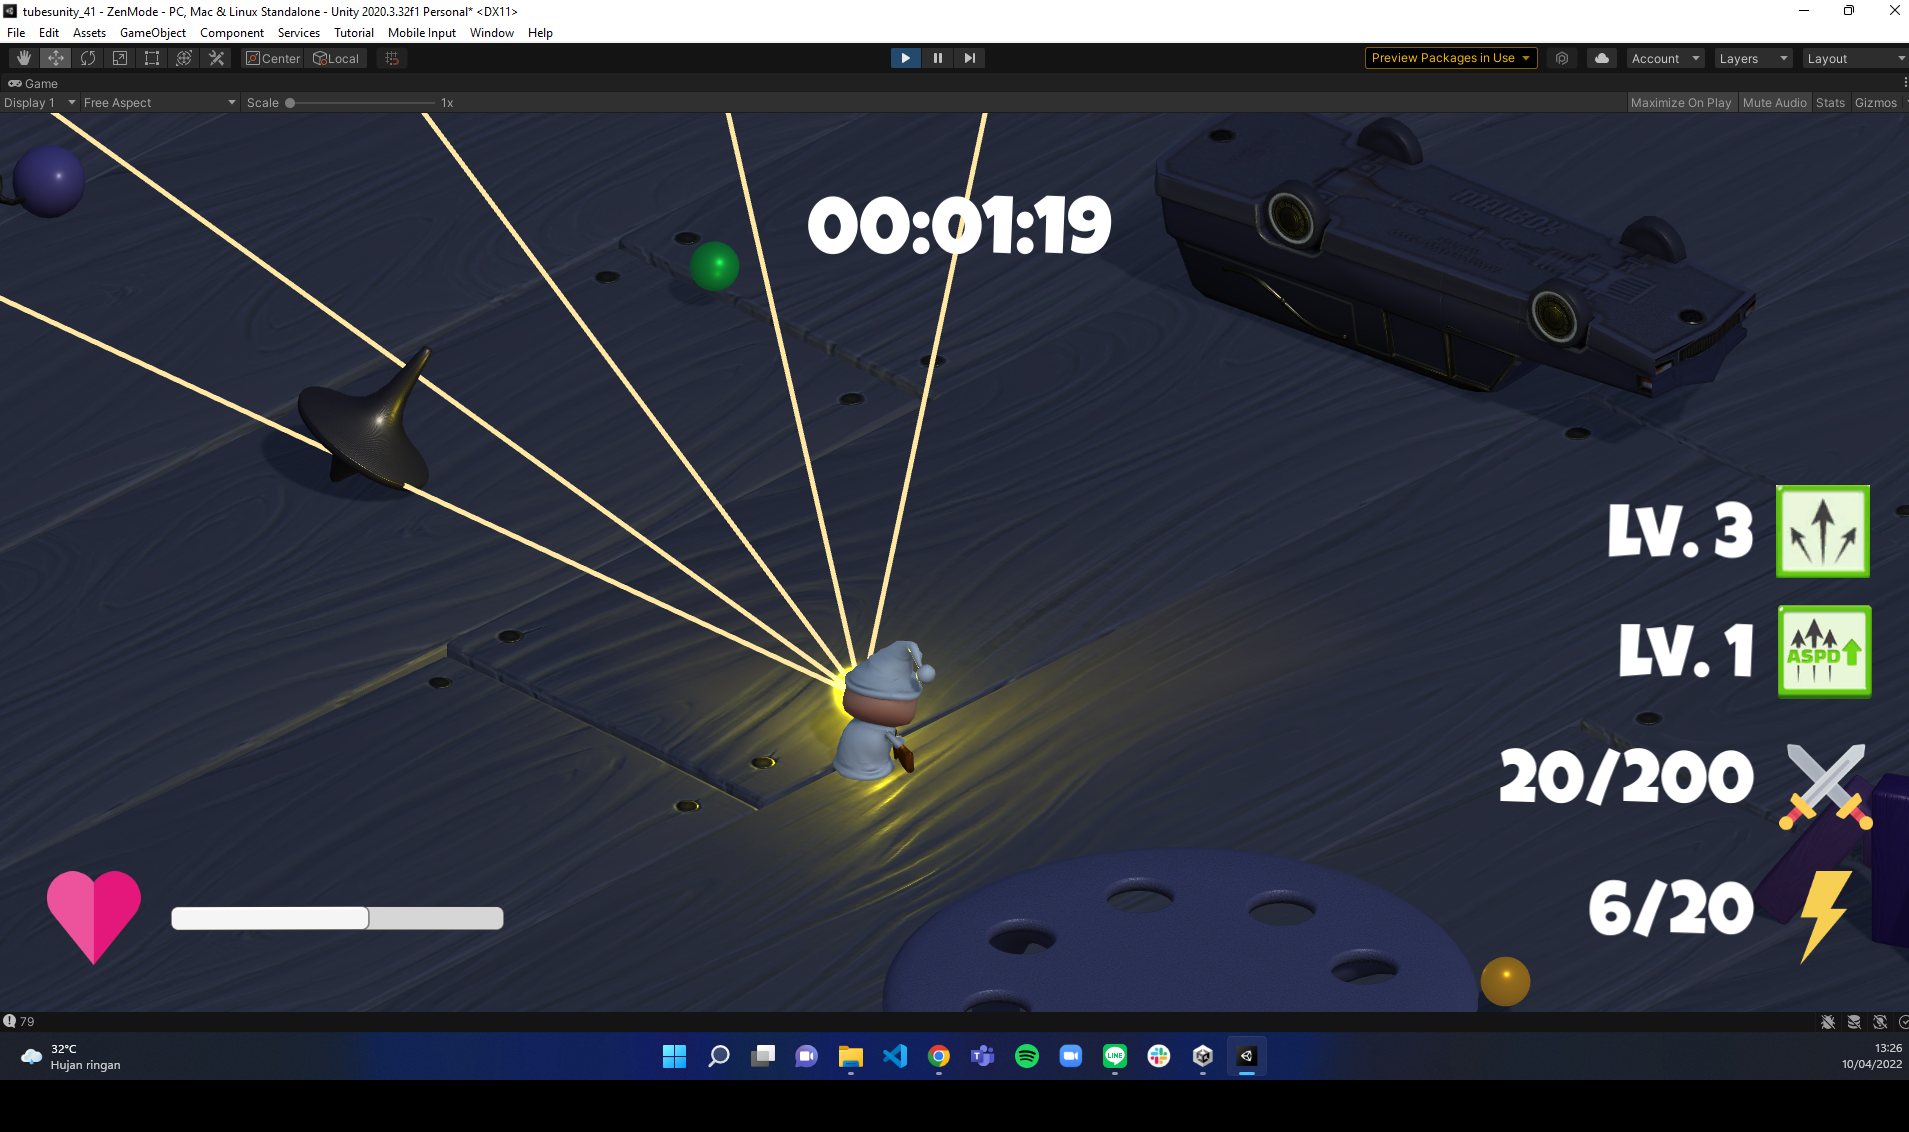 tubesunity_41 - ZenMode - PC, Mac & Linux Standalone - Unity 2020.3.32f1 Personal* <DX11>
File Edit Assets GameObject Component Services Tutorial Mobile Input Window Help
Center Local Preview Packages in Use Account Layers Layout
Game
Display 1 Free Aspect Scale 1x Maximize On Play Mute Audio Stats Gizmos
00:01:19
LV. 3
LV. 1 ASPD
20/200
6/20
79
32°C
Hujan ringan
LINE
13:26
10/04/2022